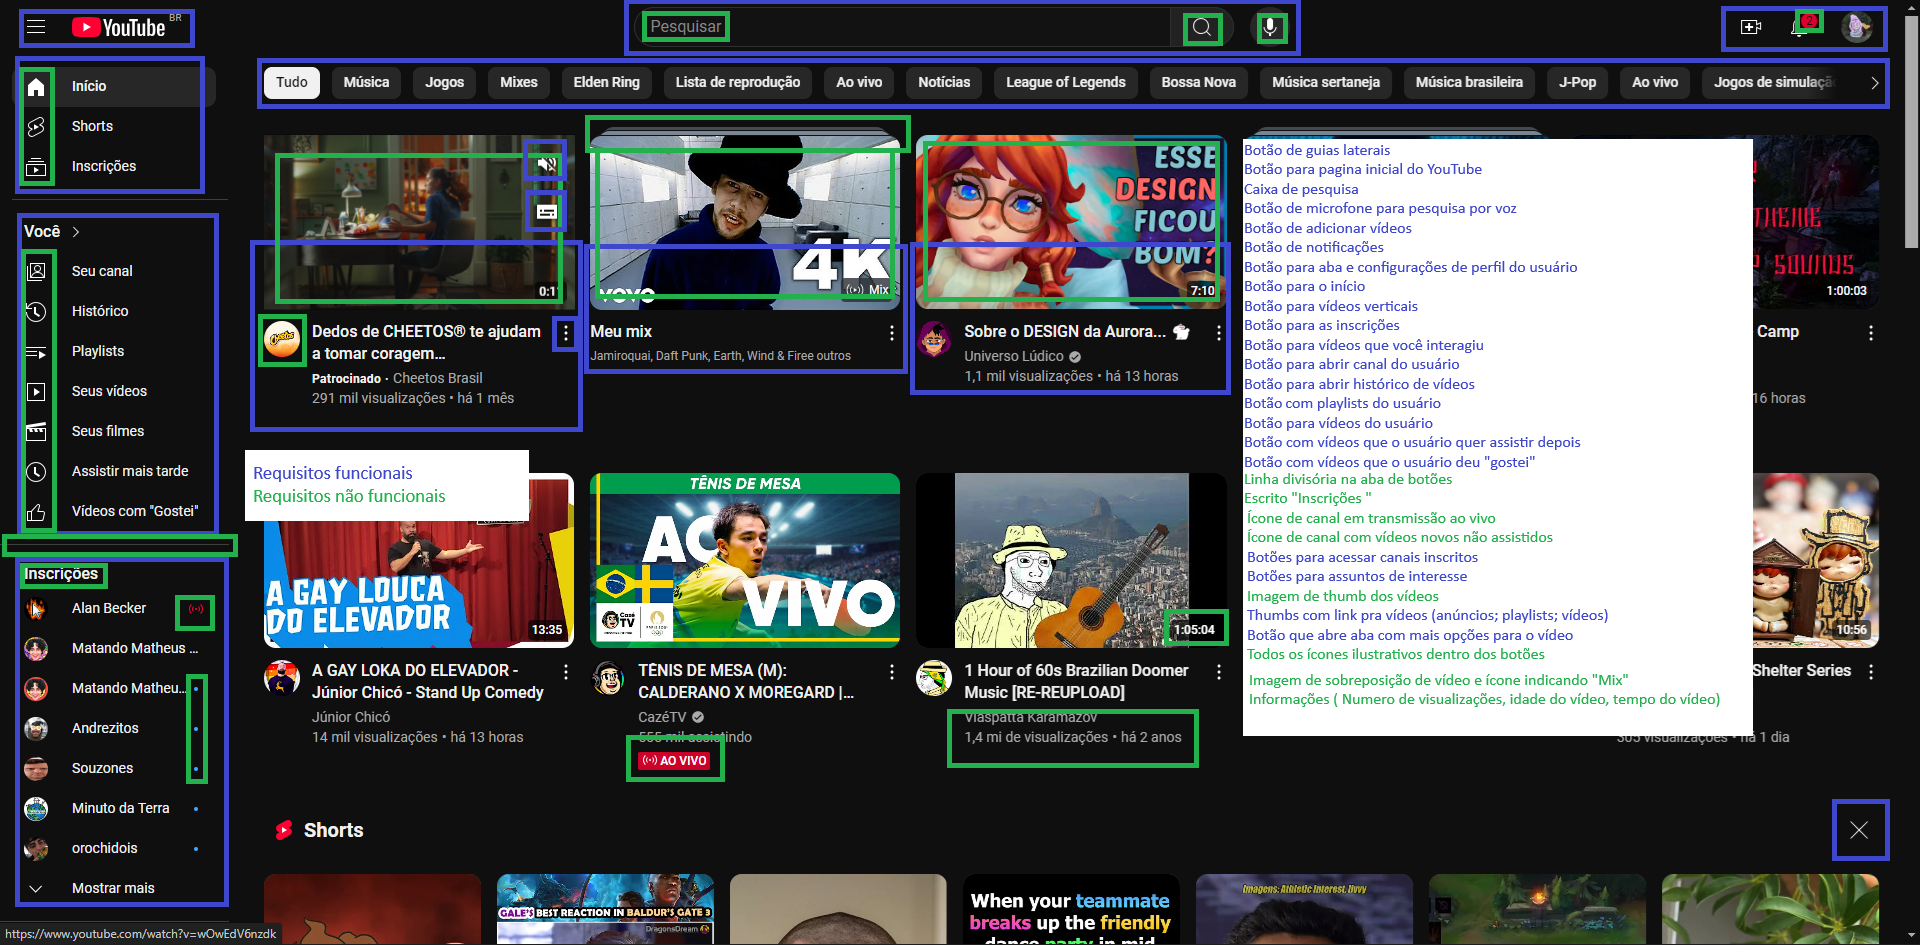 YouTube BR
Pesquisar
2
Tudo Música Jogos Mixes Elden Ring Lista de reprodução Ao vivo Notícias League of Legends Bossa Nova Música sertaneja Música brasileira J-Pop Ao vivo Jogos de simulaçã
Início
Shorts
Inscrições
Você
Seu canal
Histórico
Playlists
Seus vídeos
Seus filmes
Assistir mais tarde
Vídeos com "Gostei"
Inscrições
Alan Becker
Matando Matheus ...
Matando Matheu...
Andrezitos
Souzones
Minuto da Terra
orochidois
Mostrar mais
https://www.youtube.com/watch?v=wOwEdV6nzdk
0:11
Cheetos
Dedos de CHEETOS® te ajudam
a tomar coragem...
Patrocinado · Cheetos Brasil
291 mil visualizações • há 1 mês
vevo
4K
Mix
Meu mix
Jamiroquai, Daft Punk, Earth, Wind & Firee outros
ESSE
DESIGN
FICOU
BOM?
7:10
Sobre o DESIGN da Aurora...
Universo Lúdico
1,1 mil visualizações • há 13 horas
THEME
SOUNDS
1:00:03
Camp
16 horas
Botão de guias laterais
Botão para pagina inicial do YouTube
Caixa de pesquisa
Botão de microfone para pesquisa por voz
Botão de adicionar vídeos
Botão de notificações
Botão para aba e configurações de perfil do usuário
Botão para o início
Botão para vídeos verticais
Botão para as inscrições
Botão para vídeos que você interagiu
Botão para abrir canal do usuário
Botão para abrir histórico de vídeos
Botão com playlists do usuário
Botão para vídeos do usuário
Botão com vídeos que o usuário quer assistir depois
Botão com vídeos que o usuário deu "gostei"
Linha divisória na aba de botões
Escrito "Inscrições "
Ícone de canal em transmissão ao vivo
Ícone de canal com vídeos novos não assistidos
Botões para acessar canais inscritos
Botões para assuntos de interesse
Imagem de thumb dos vídeos
Thumbs com link pra vídeos (anúncios; playlists; vídeos)
Botão que abre aba com mais opções para o vídeo
Todos os ícones ilustrativos dentro dos botões
Imagem de sobreposição de vídeo e ícone indicando "Mix"
Informações ( Numero de visualizações, idade do vídeo, tempo do vídeo)
Requisitos funcionais
Requisitos não funcionais
A GAY LOUCA
DO ELEVADOR
13:35
A GAY LOKA DO ELEVADOR -
Júnior Chicó - Stand Up Comedy
Júnior Chicó
14 mil visualizações • há 13 horas
TÊNIS DE MESA
AO
VIVO
Cazé
TV
TÊNIS DE MESA (M):
CALDERANO X MOREGARD |...
CazéTV
555 mil assistindo
AO VIVO
1:05:04
1 Hour of 60s Brazilian Doomer
Music [RE-REUPLOAD]
Viaspatta Karamazov
1,4 mi de visualizações • há 2 anos
10:56
Shelter Series
305 visualizações • há 1 dia
Shorts
GALE'S BEST REACTION IN BALDUR'S GATE 3
DragonsDream
When your teammate
breaks up the friendly
dance party in mid
Imagens: Athletic Interest, Jivvy